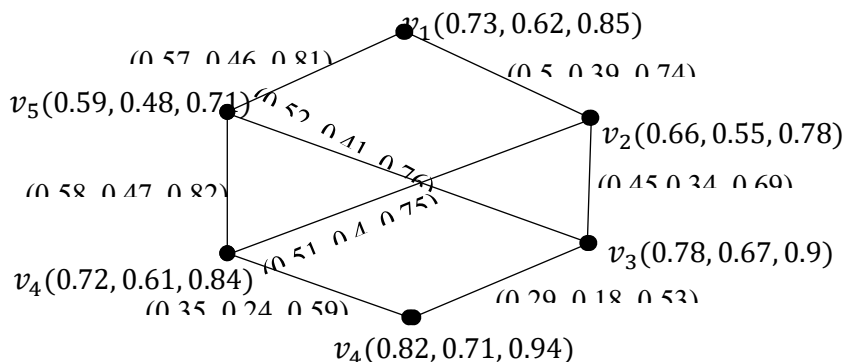 v₁(0.73, 0.62, 0.85)
(0.57, 0.46, 0.81)
(0.5, 0.39, 0.74)
v₅(0.59, 0.48, 0.71)
(0.52, 0.41, 0.76)
v₂(0.66, 0.55, 0.78)
(0.58, 0.47, 0.82)
(0.45,0.34, 0.69)
(0.51, 0.4, 0.75)
v₃(0.78, 0.67, 0.9)
v₄(0.72, 0.61, 0.84)
(0.35, 0.24, 0.59)
(0.29, 0.18, 0.53)
v₄(0.82, 0.71, 0.94)